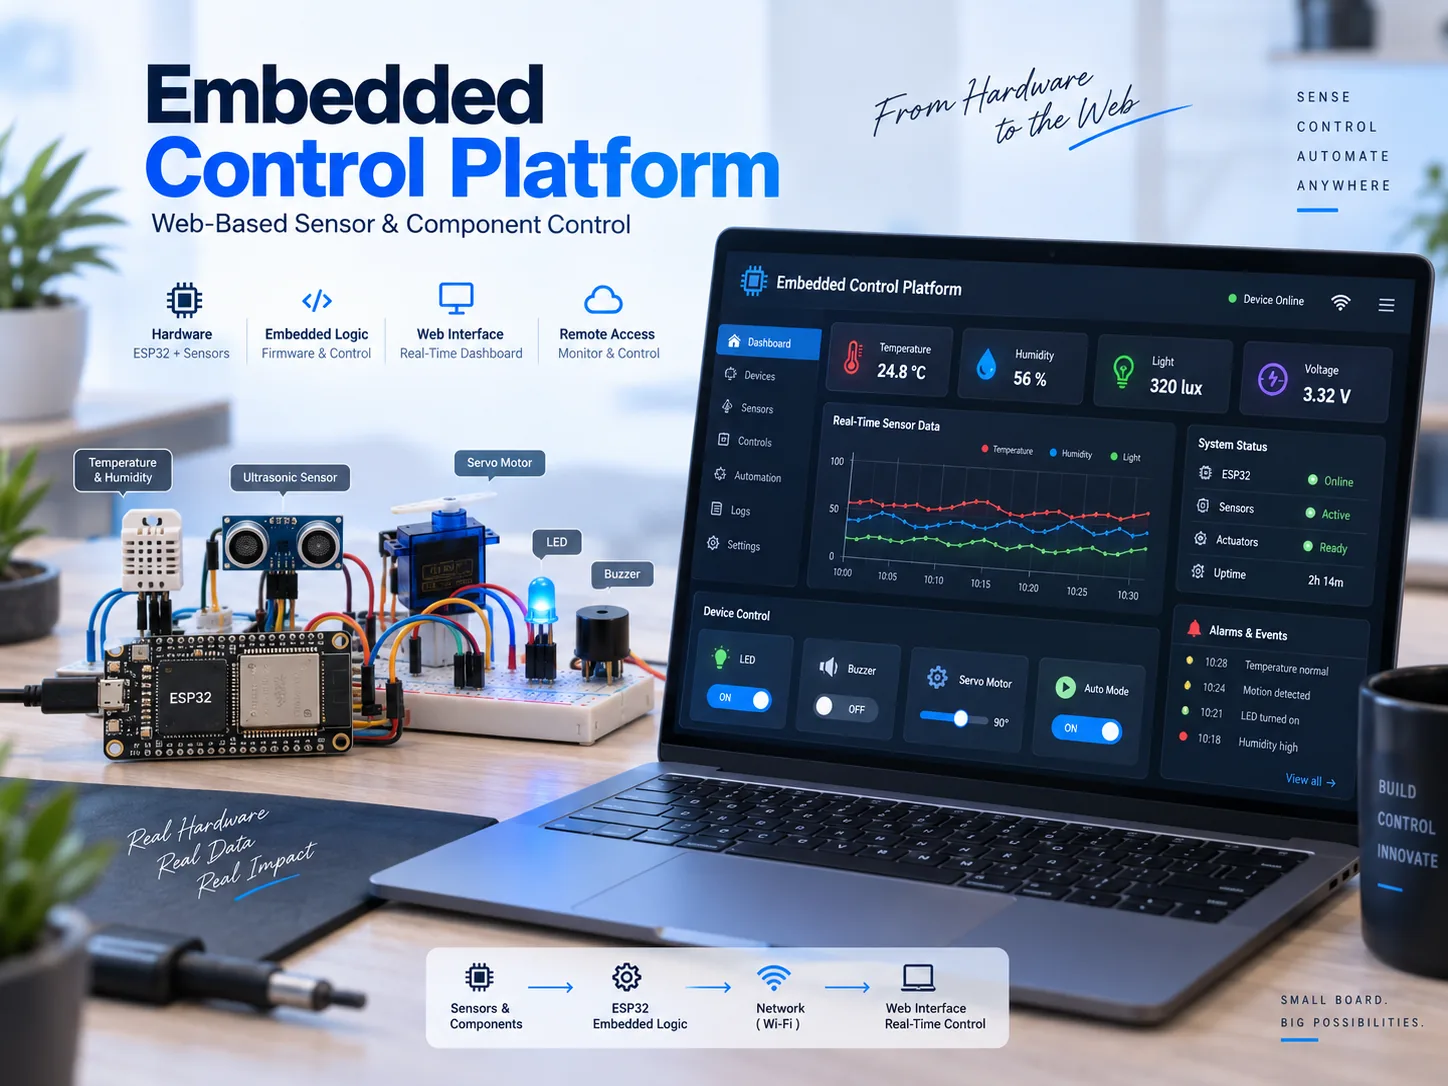 Embedded
Control Platform
Web-Based Sensor & Component Control
From Hardware
to the Web
SENSE
CONTROL
AUTOMATE
ANYWHERE
Hardware
ESP32 + Sensors
Embedded Logic
Firmware & Control
Web Interface
Real-Time Dashboard
Remote Access
Monitor & Control
Temperature
& Humidity
Ultrasonic Sensor
Servo Motor
LED
Buzzer
ESP32
Embedded Control Platform
Device Online
Dashboard
Devices
Sensors
Controls
Automation
Logs
Settings
Temperature
24.8 °C
Humidity
56 %
Light
320 lux
Voltage
3.32 V
Real-Time Sensor Data
Temperature
Humidity
Light
100
50
0
10:00
10:05
10:10
10:15
10:20
10:25
10:30
System Status
ESP32
Online
Sensors
Active
Actuators
Ready
Uptime
2h 14m
Device Control
LED
ON
Buzzer
OFF
Servo Motor
90°
Auto Mode
ON
Alarms & Events
10:28 Temperature normal
10:24 Motion detected
10:21 LED turned on
10:18 Humidity high
View all →
BUILD
CONTROL
INNOVATE
Real Hardware
Real Data
Real Impact
Sensors &
Components
ESP32
Embedded Logic
Network
( Wi-Fi )
Web Interface
Real-Time Control
SMALL BOARD.
BIG POSSIBILITIES.